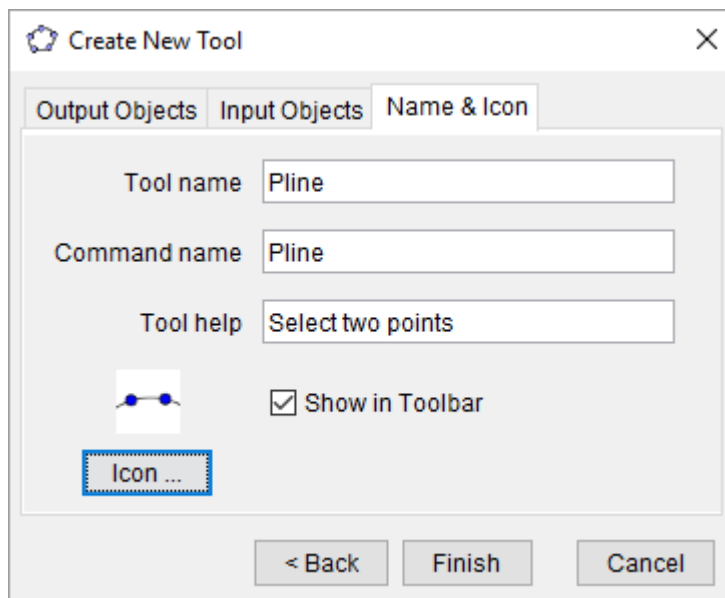 Create New Tool
Output Objects Input Objects Name & Icon
Tool name Pline
Command name Pline
Tool help Select two points
Show in Toolbar
Icon ...
< Back Finish Cancel